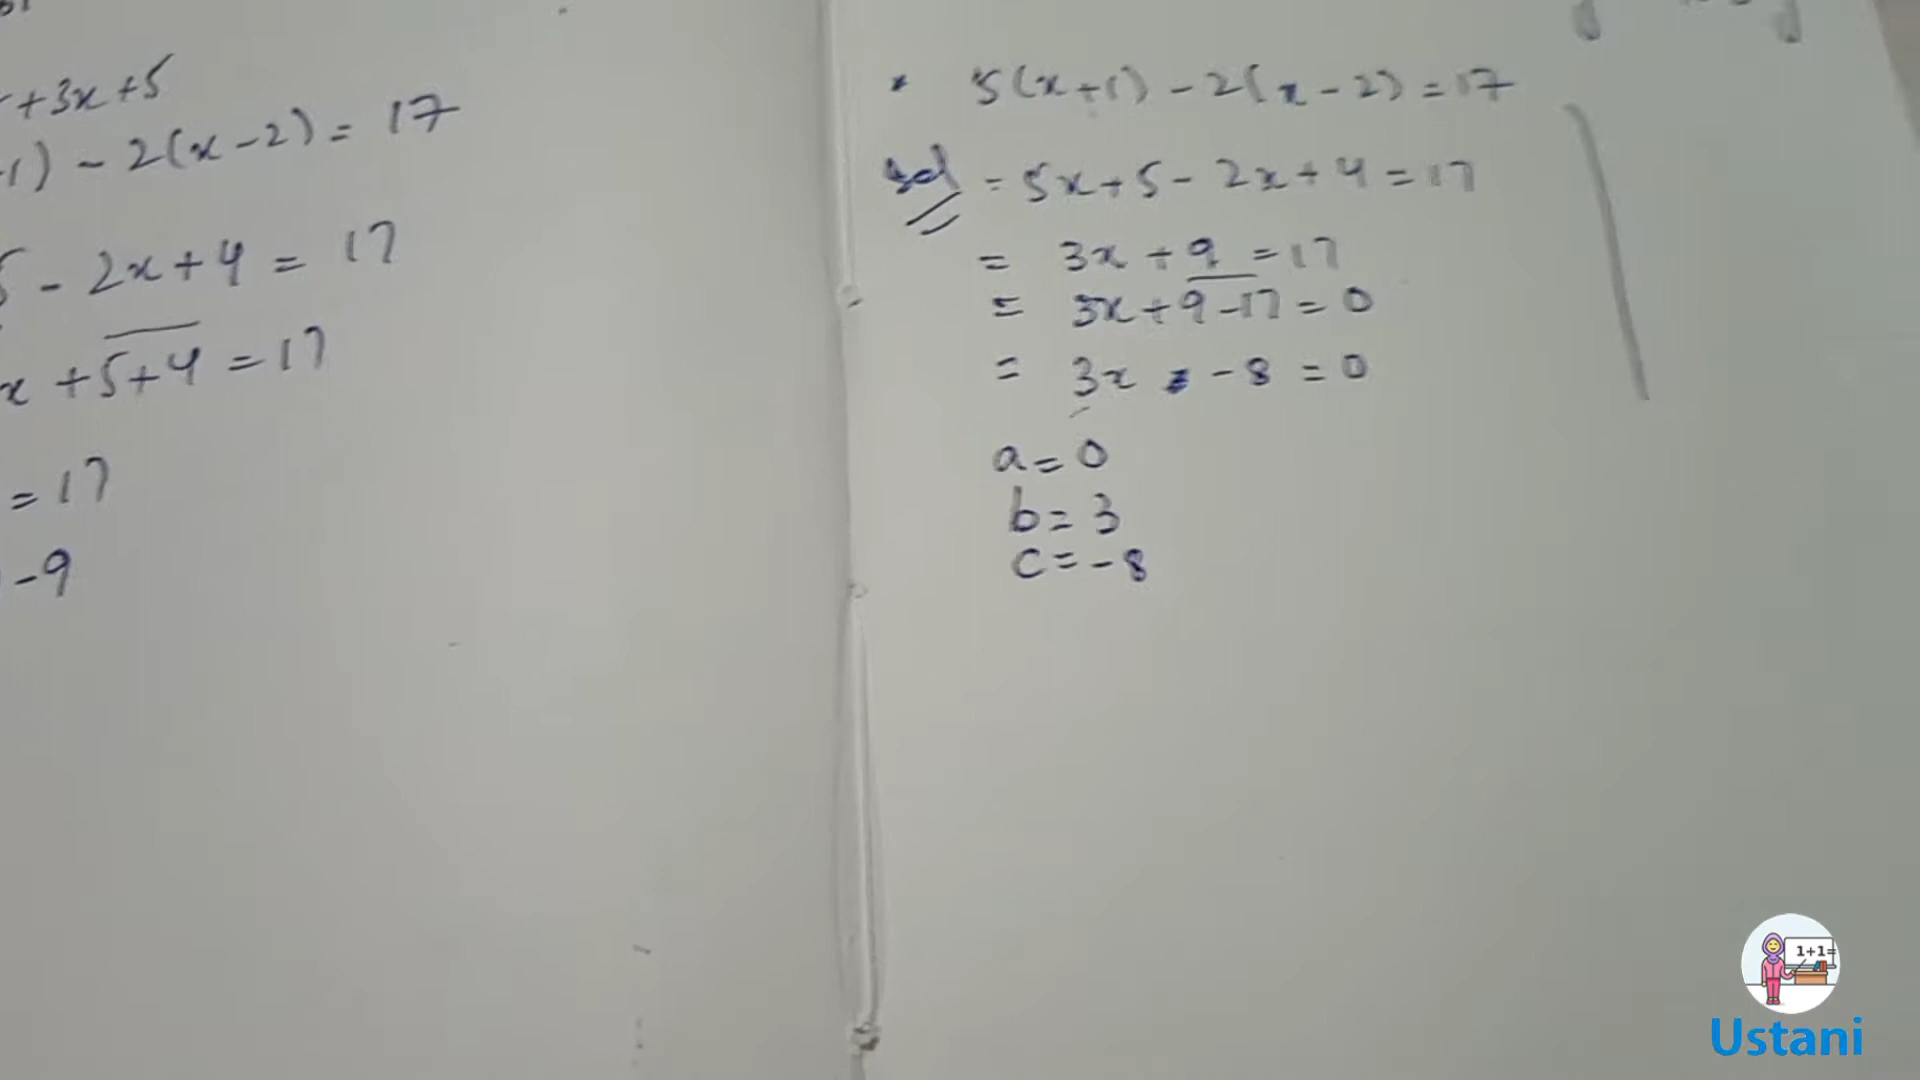 +3x+5
1) - 2(x-2) = 17
- 2x+4 = 17
x +5+4 = 17
= 17
-9
* 5(x+1) - 2(x-2) = 17
sol = 5x+5 - 2x+4 = 17
= 3x + 9 = 17
= 3x+9-17=0
= 3x - 8 = 0
a=0
b=3
c=-8
1+1=
Ustani